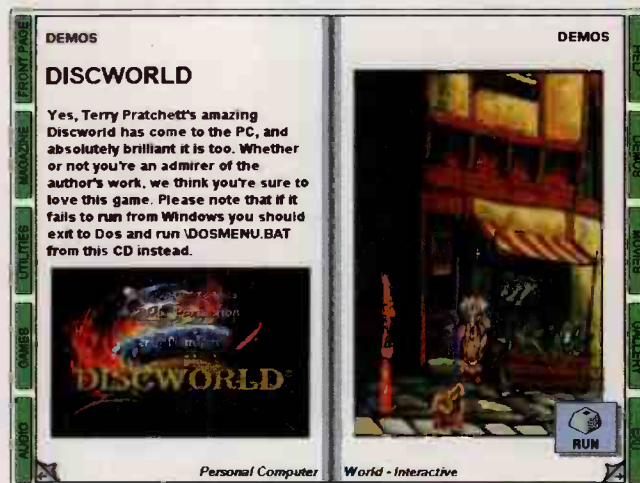 FRONT PAGE
MAGAZINE
UTILITIES
GAMES
AUDIO
DEMOS
DISCWORLD
Yes, Terry Pratchett's amazing
Discworld has come to the PC, and
absolutely brilliant it is too. Whether
or not you're an admirer of the
author's work, we think you're sure to
love this game. Please note that if it
fails to run from Windows you should
exit to Dos and run \DOSMENU.BAT
from this CD instead.
DISCWORLD
Personal Computer
DEMOS
RUN
World - Interactive
HELP
DEMOS